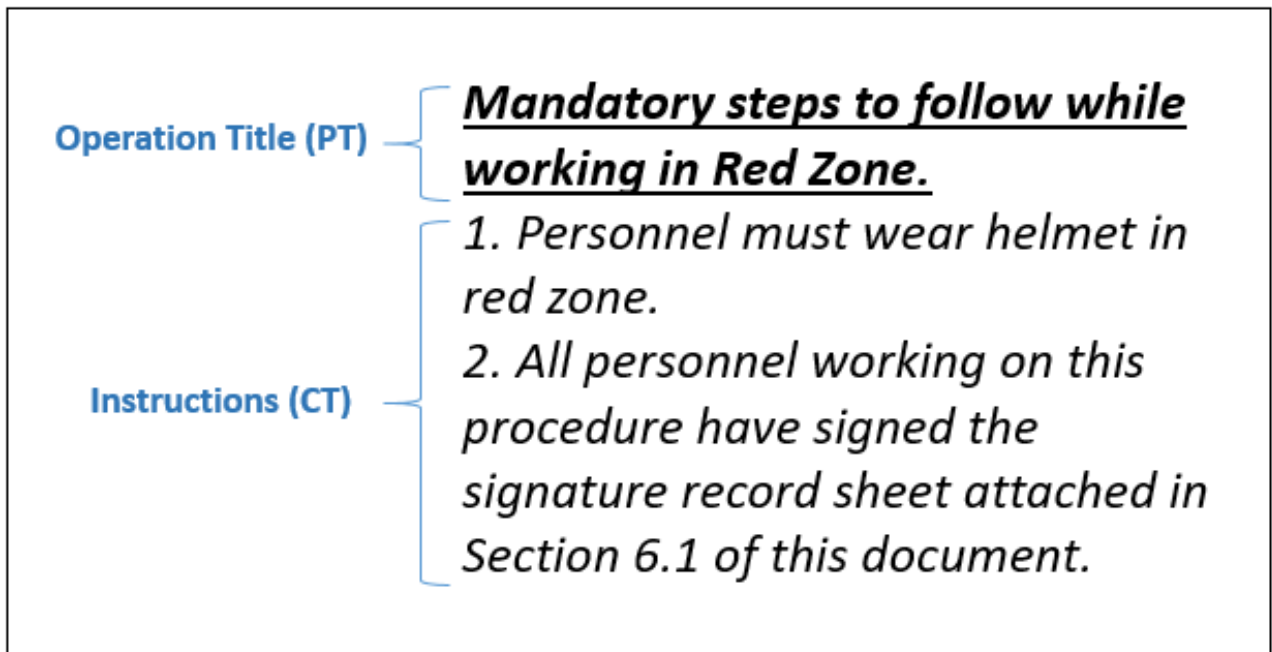 Operation Title (PT)
Mandatory steps to follow while
working in Red Zone.
Instructions (CT)
1. Personnel must wear helmet in
red zone.
2. All personnel working on this
procedure have signed the
signature record sheet attached in
Section 6.1 of this document.